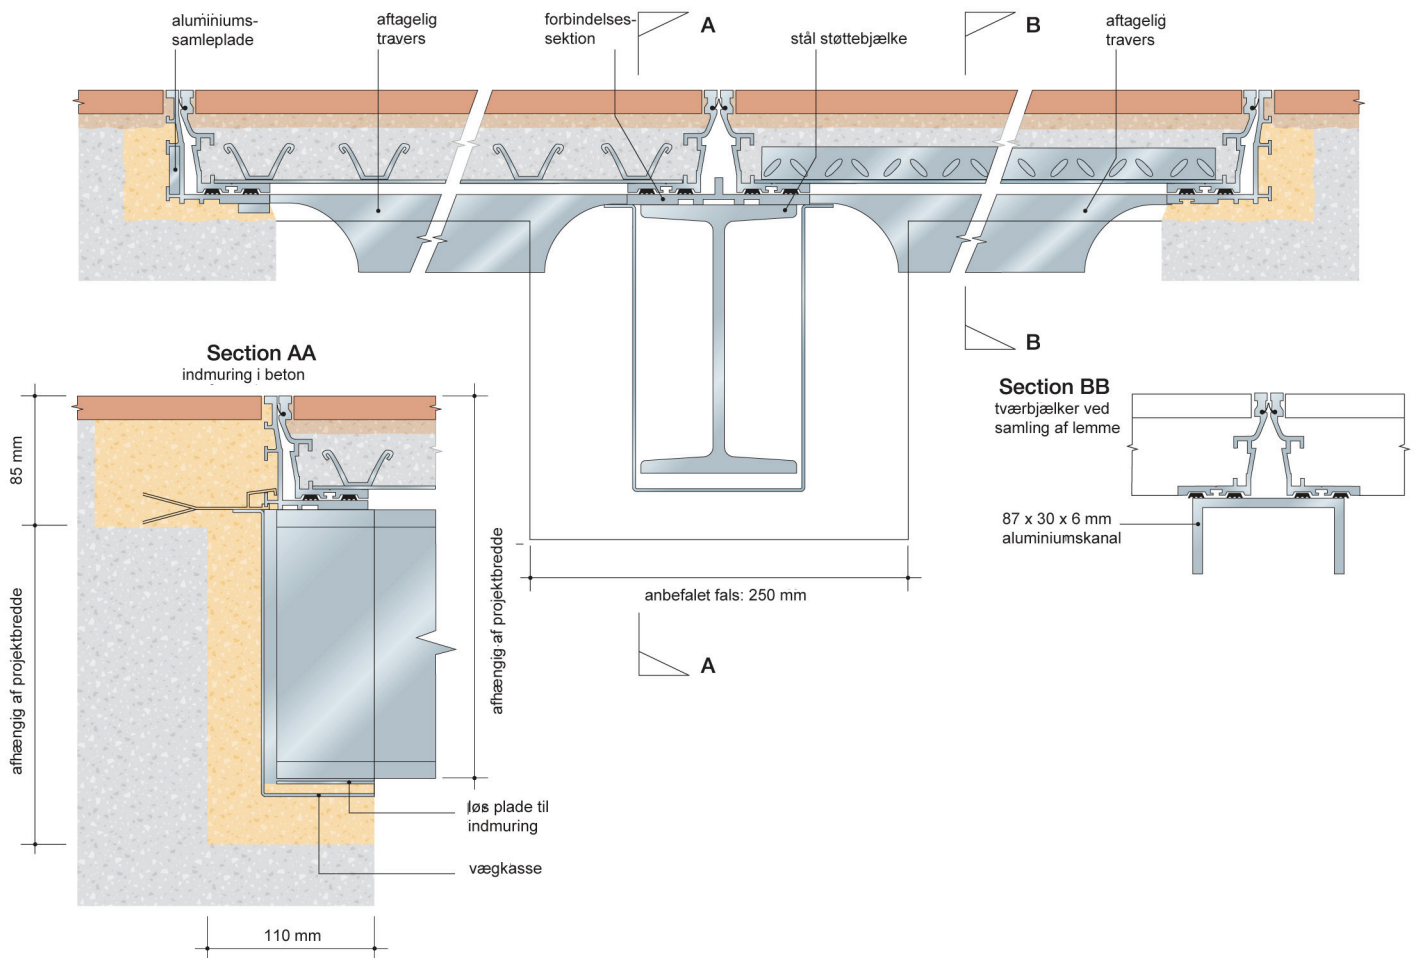 aluminiums-
samleplade
aftagelig
travers
forbindelses-
sektion
A
stål støttebjælke
B
aftagelig
travers
B
Section AA
indmuring i beton
85 mm
afhængig af projektbredde
afhængig af projektbredde
løs plade til
indmuring
vægkasse
110 mm
anbefalet fals: 250 mm
A
Section BB
tværbjælker ved
samling af lemme
87 x 30 x 6 mm
aluminiumskanal